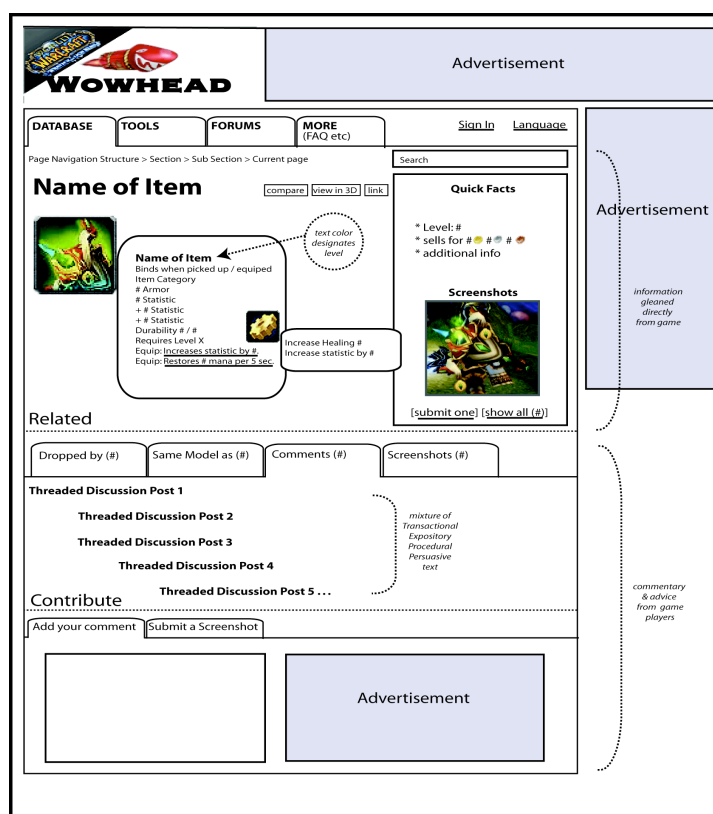 WORLD
WARCRAFT
WOWHEAD
Advertisement
DATABASE
TOOLS
FORUMS
MORE
(FAQ etc)
Sign In
Language
Page Navigation Structure > Section > Sub Section > Current page
Search
Name of Item
compare
view in 3D
link
Quick Facts
* Level: #
* sells for # # #
* additional info
text color
designates
level
Name of Item
Binds when picked up / equiped
Item Category
# Armor
# Statistic
+ # Statistic
+ # Statistic
Durability # / #
Requires Level X
Equip: Increases statistic by #.
Equip: Restores # mana per 5 sec.
Increase Healing #
Increase statistic by #
Screenshots
[submit one] [show all (#)]
Advertisement
information
gleaned
directly
from game
Related
Dropped by (#)
Same Model as (#)
Comments (#)
Screenshots (#)
Threaded Discussion Post 1
Threaded Discussion Post 2
Threaded Discussion Post 3
Threaded Discussion Post 4
Threaded Discussion Post 5 . . .
mixture of
Transactional
Expository
Procedural
Persuasive
text
commentary
& advice
from game
players
Contribute
Add your comment
Submit a Screenshot
Advertisement